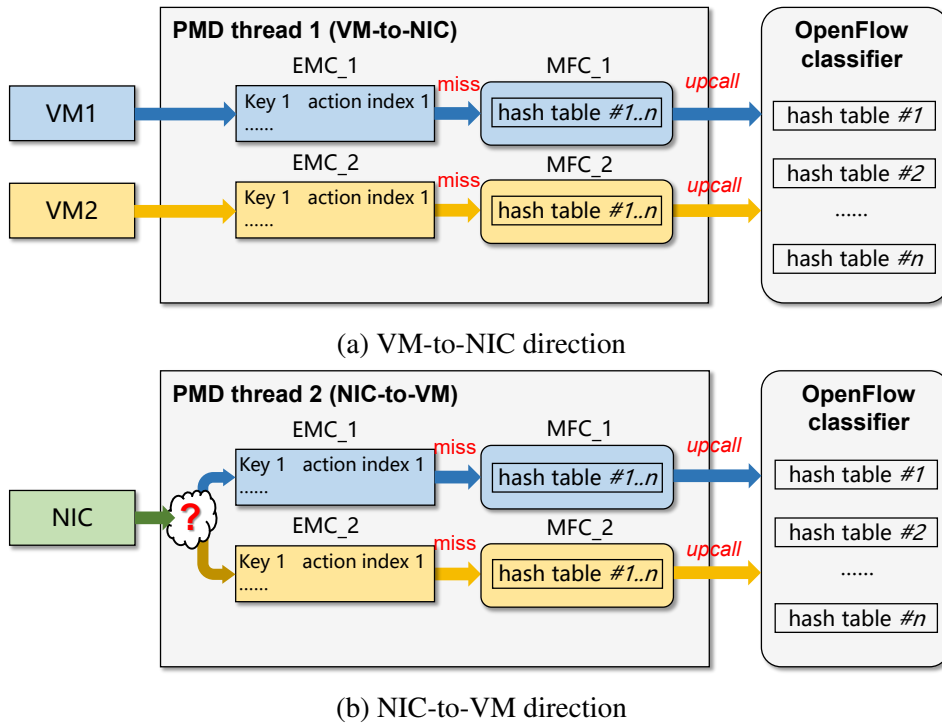 PMD thread 1 (VM-to-NIC)
OpenFlow
classifier
EMC_1
miss
MFC_1
upcall
VM1
Key 1 action index 1
......
hash table #1..n
hash table #1
EMC_2
miss
MFC_2
upcall
hash table #2
VM2
Key 1 action index 1
......
hash table #1..n
......
hash table #n
(a) VM-to-NIC direction
PMD thread 2 (NIC-to-VM)
OpenFlow
classifier
EMC_1
miss
MFC_1
upcall
Key 1 action index 1
......
hash table #1..n
hash table #1
NIC
?
EMC_2
miss
MFC_2
upcall
hash table #2
Key 1 action index 1
......
hash table #1..n
......
hash table #n
(b) NIC-to-VM direction